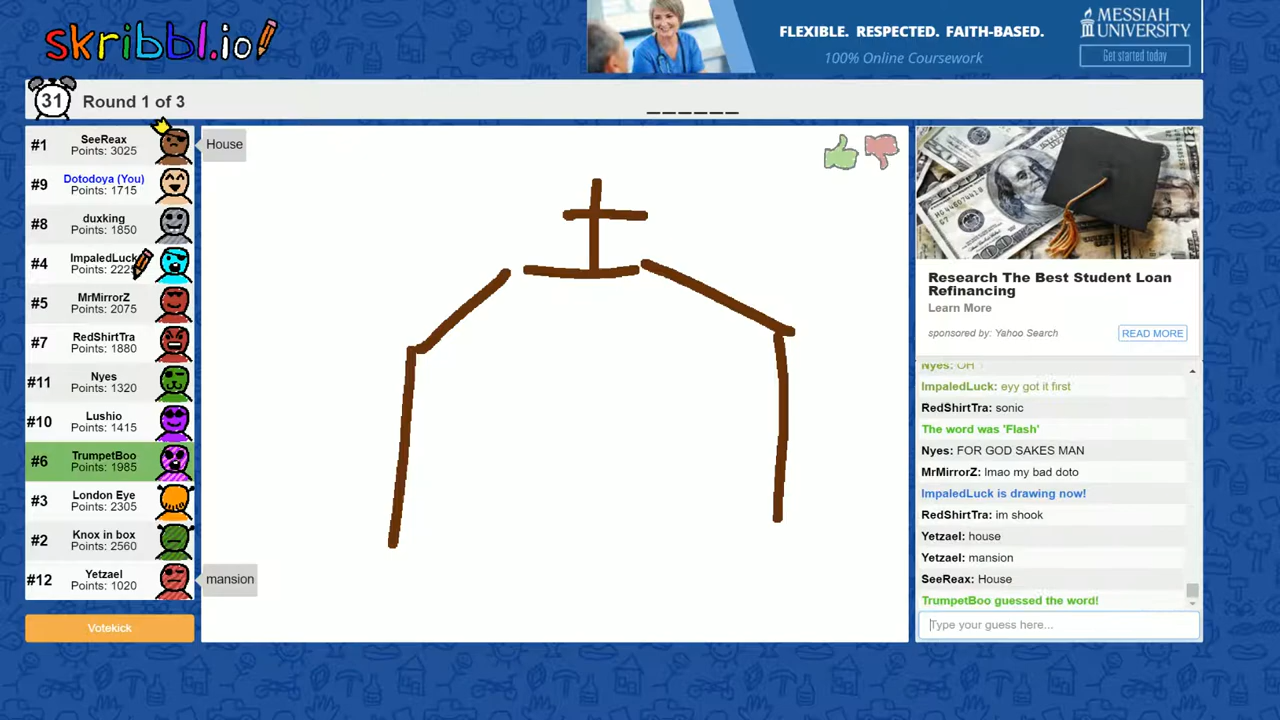 skribbl.io!
FLEXIBLE. RESPECTED. FAITH-BASED.
100% Online Coursework
MESSIAH
UNIVERSITY
Get started today
31
Round 1 of 3
_ _ _ _ _ _
#1
SeeReax
Points: 3025
House
#9
Dotodoya (You)
Points: 1715
#8
duxking
Points: 1850
#4
ImpaledLuck
Points: 2225
#5
MrMirrorZ
Points: 2075
#7
RedShirtTra
Points: 1880
#11
Nyes
Points: 1320
#10
Lushio
Points: 1415
#6
TrumpetBoo
Points: 1985
#3
London Eye
Points: 2305
#2
Knox in box
Points: 2560
#12
Yetzael
Points: 1020
mansion
Votekick
Research The Best Student Loan
Refinancing
Learn More
sponsored by: Yahoo Search
READ MORE
Nyes: OH
ImpaledLuck: eyy got it first
RedShirtTra: sonic
The word was 'Flash'
Nyes: FOR GOD SAKES MAN
MrMirrorZ: lmao my bad doto
ImpaledLuck is drawing now!
RedShirtTra: im shook
Yetzael: house
Yetzael: mansion
SeeReax: House
TrumpetBoo guessed the word!
Type your guess here...